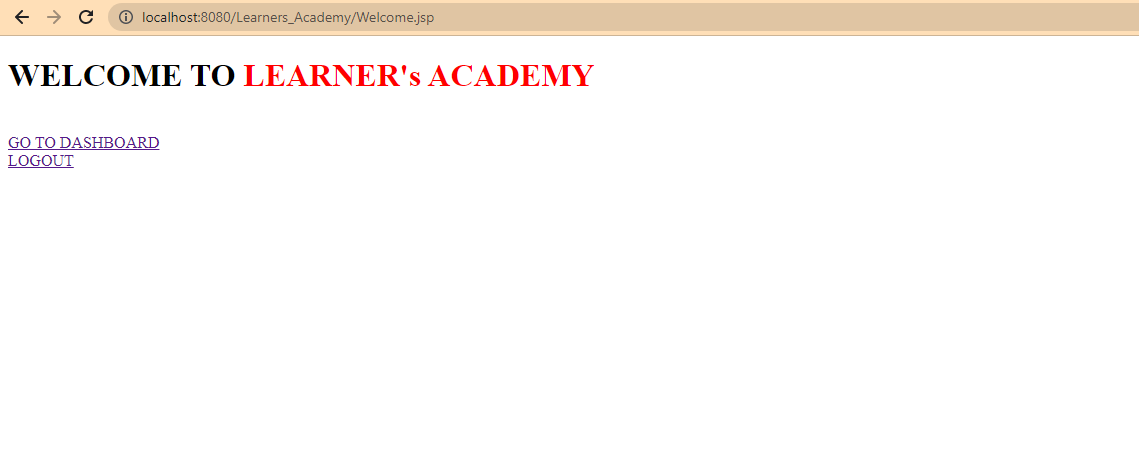 localhost:8080/Learners_Academy/Welcome.jsp
WELCOME TO LEARNER's ACADEMY
GO TO DASHBOARD
LOGOUT